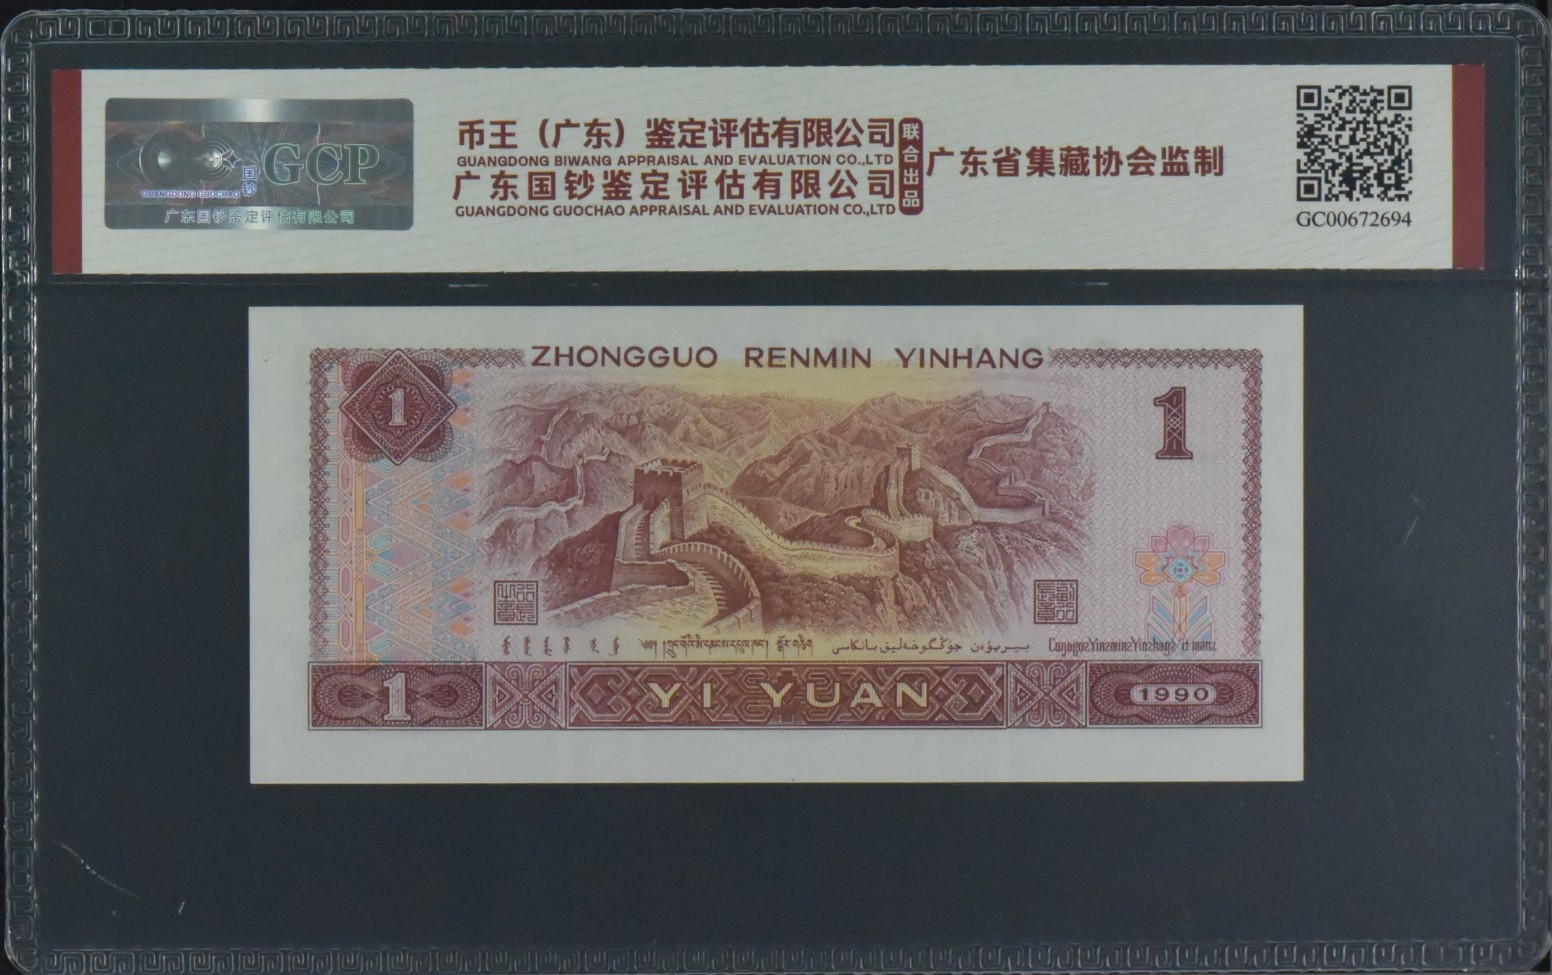 币王（广东）鉴定评估有限公司
GUANGDONG BIWANG APPRAISAL AND EVALUATION CO.,LTD
广东国钞鉴定评估有限公司
GUANGDONG GUOCHAO APPRAISAL AND EVALUATION CO.,LTD
联合出品
广东省集藏协会监制
GCP
国钞
GUANGDONG GUOCHAO
广东国钞鉴定评估有限公司
GC00672694
ZHONGGUO RENMIN YINHANG
1
1
1
YI YUAN
1990